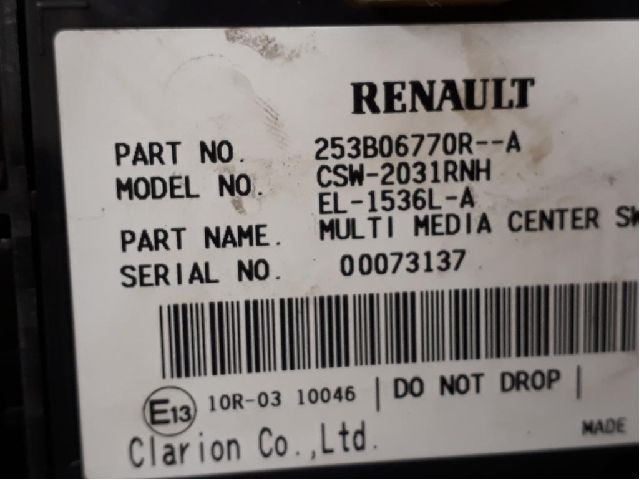 RENAULT
PART NO. 253B06770R--A
MODEL NO. CSW-2031RNH
EL-1536L-A
PART NAME. MULTI MEDIA CENTER SW
SERIAL NO. 00073137
E13 10R-03 10046 | DO NOT DROP |
Clarion Co.,Ltd. MADE